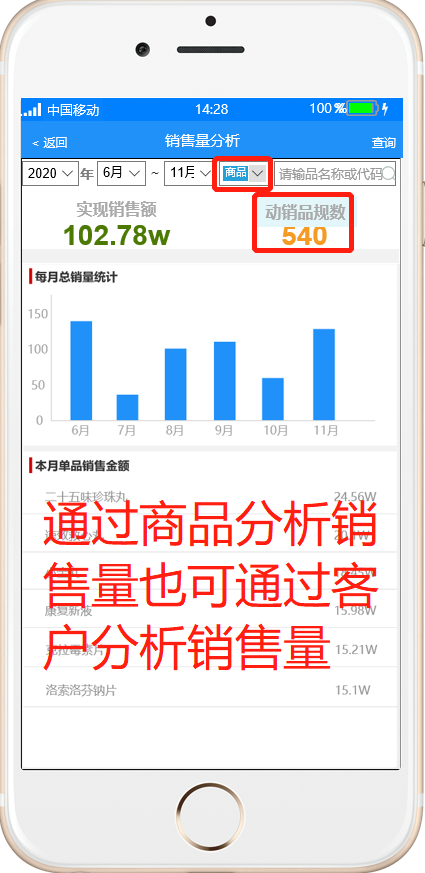 中国移动 14:28 100%
< 返回 销售量分析 查询
2020 年 6月 ~ 11月 商品 请输品名称或代码
实现销售额 动销品规数
102.78w 540
每月总销量统计
150
100
50
0
6月 7月 8月 9月 10月 11月
本月单品销售金额
二十五味珍珠丸 24.56W
通过商品分析销
售量也可通过客
康复新液 15.98W
户分析销售量
克拉霉素片 15.21W
洛索洛芬钠片 15.1W